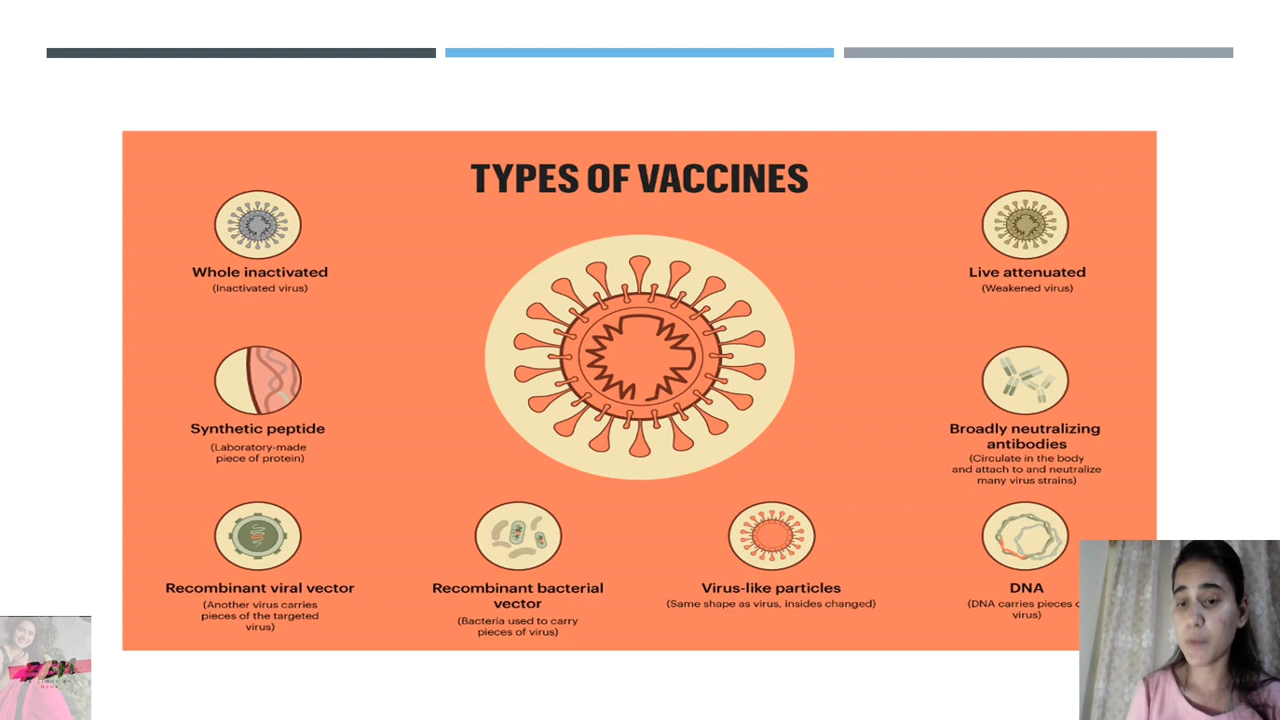 TYPES OF VACCINES
Whole inactivated
(Inactivated virus)
Live attenuated
(Weakened virus)
Synthetic peptide
(Laboratory-made
piece of protein)
Broadly neutralizing
antibodies
(Circulate in the body
and attach to and neutralize
many virus strains)
Recombinant viral vector
(Another virus carries
pieces of the targeted
virus)
Recombinant bacterial
vector
(Bacteria used to carry
pieces of virus)
Virus-like particles
(Same shape as virus, insides changed)
DNA
(DNA carries pieces
virus)